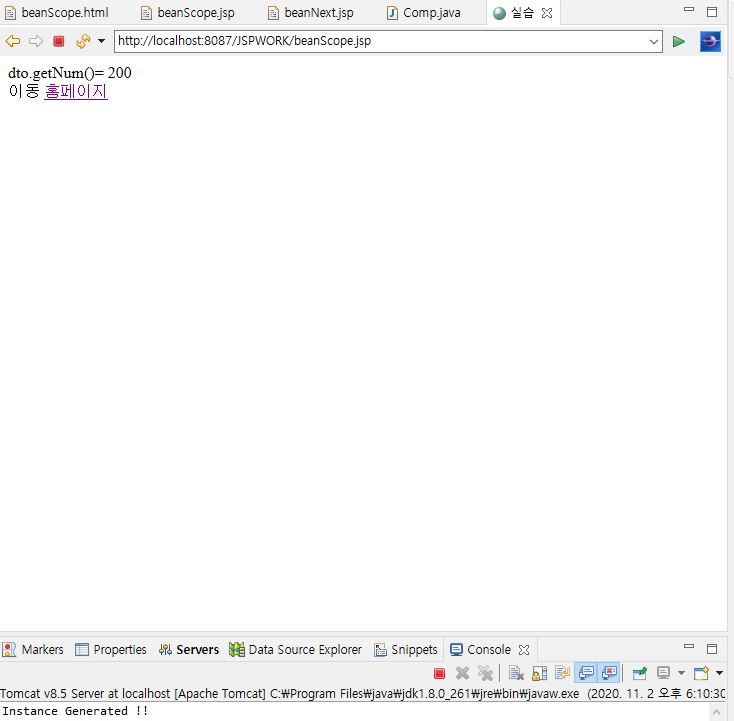 beanScope.html beanScope.jsp beanNext.jsp Comp.java 실습
http://localhost:8087/JSPWORK/beanScope.jsp
dto.getNum()= 200
이동 홈페이지
Markers Properties Servers Data Source Explorer Snippets Console
Tomcat v8.5 Server at localhost [Apache Tomcat] C:₩Program Files₩java₩jdk1.8.0_261₩jre₩bin₩javaw.exe (2020. 11. 2 오후 6:10:30
Instance Generated !!